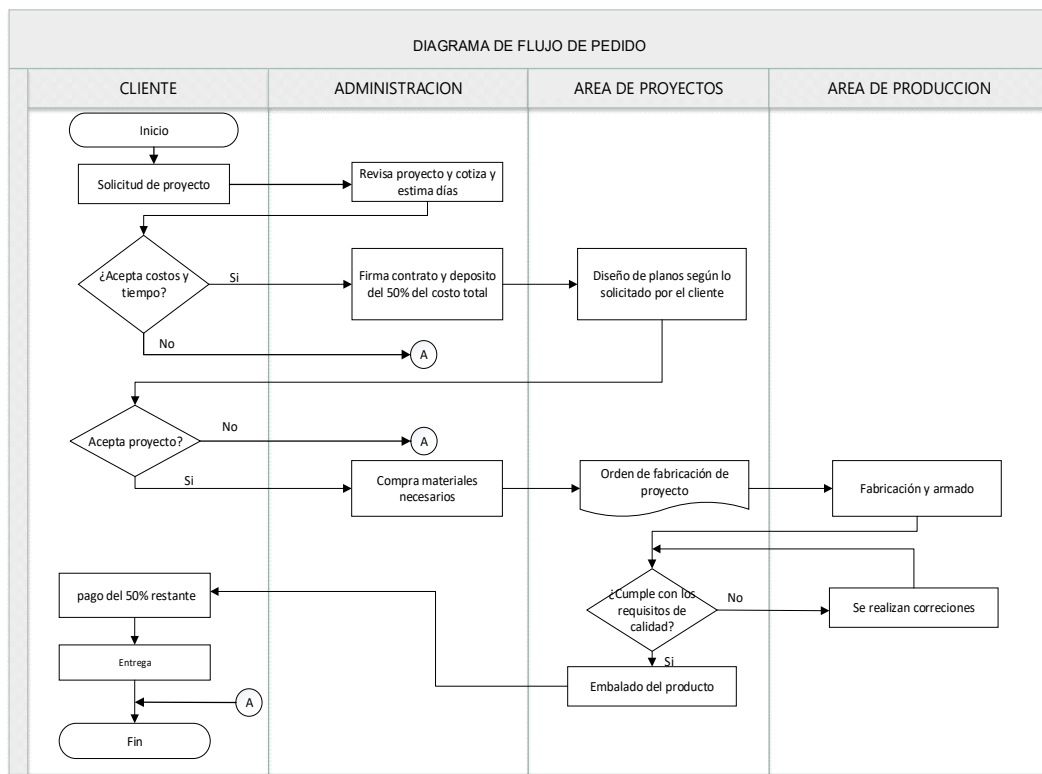 DIAGRAMA DE FLUJO DE PEDIDO
CLIENTE
ADMINISTRACION
AREA DE PROYECTOS
AREA DE PRODUCCION
Inicio
Solicitud de proyecto
Revisa proyecto y cotiza y
estima días
¿Acepta costos y
tiempo?
Si
Firma contrato y deposito
del 50% del costo total
Diseño de planos según lo
solicitado por el cliente
No
A
Acepta proyecto?
No
A
Si
Compra materiales
necesarios
Orden de fabricación de
proyecto
Fabricación y armado
¿Cumple con los
requisitos de
calidad?
No
Se realizan correciones
Si
Embalado del producto
pago del 50% restante
Entrega
A
Fin